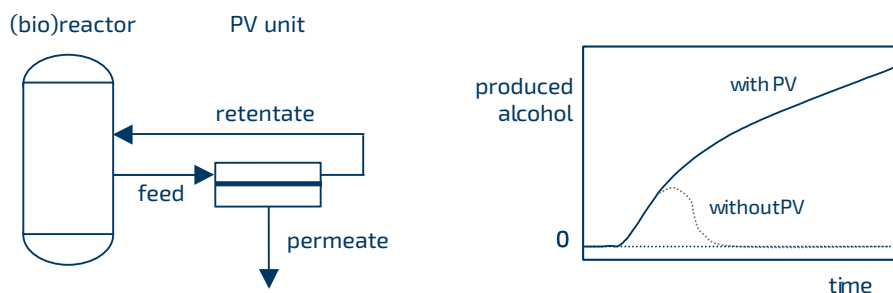 (bio)reactor
PV unit
retentate
feed
permeate
produced
alcohol
with PV
withoutPV
0
time